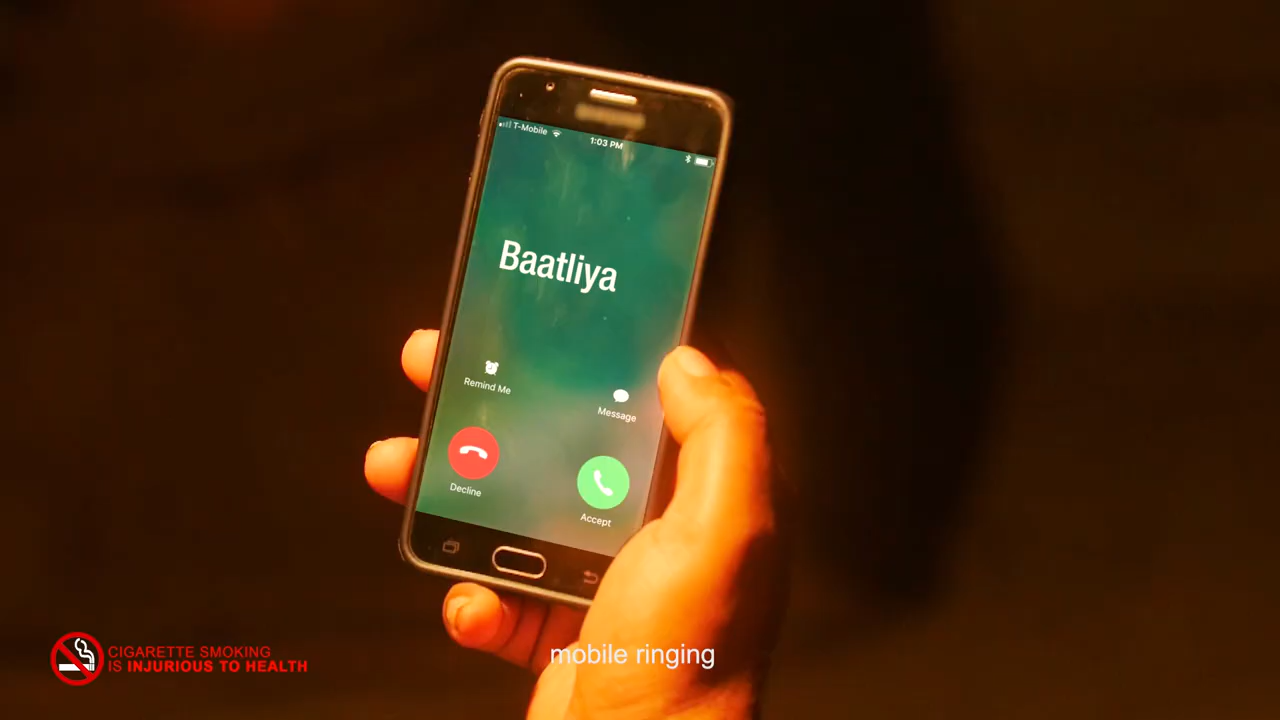 T-Mobile
1:03 PM
Baatliya
Remind Me
Message
Decline
Accept
mobile ringing
CIGARETTE SMOKING
IS INJURIOUS TO HEALTH